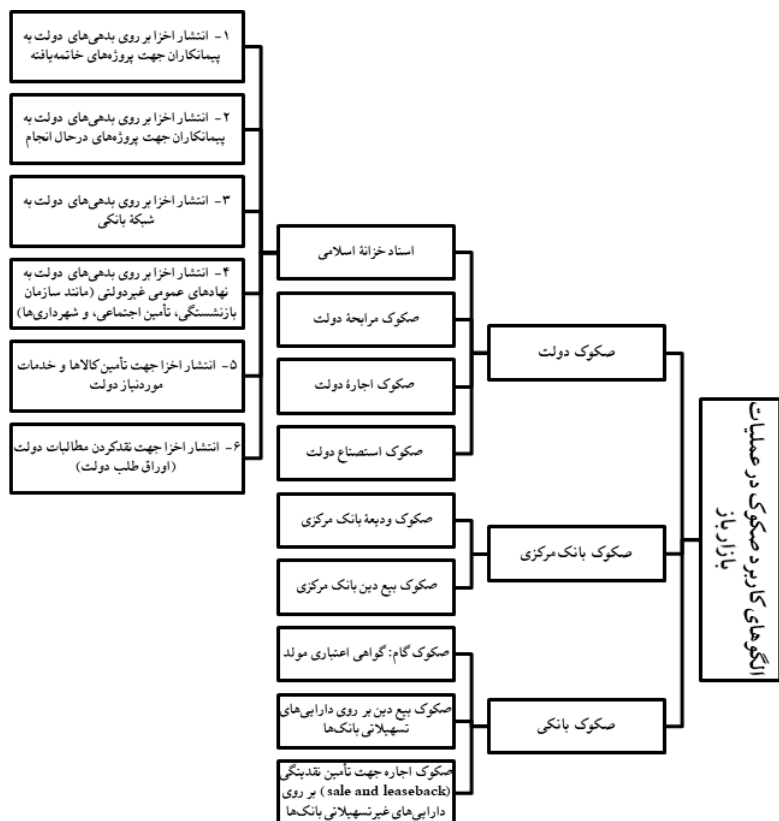 الگوهای کاربرد صکوک در عملیات
بازار باز
صکوک دولت
اسناد خزانۀ اسلامی
۱- انتشار اخزا بر روی بدهی‌های دولت به
پیمانکاران جهت پروژه‌های خاتمه‌یافته
۲- انتشار اخزا بر روی بدهی‌های دولت به
پیمانکاران جهت پروژه‌های درحال انجام
۳- انتشار اخزا بر روی بدهی‌های دولت به
شبکۀ بانکی
۴- انتشار اخزا بر روی بدهی‌های دولت به
نهادهای عمومی غیردولتی (مانند سازمان
بازنشستگی، تأمین اجتماعی، و شهرداری‌ها)
۵- انتشار اخزا جهت تأمین کالاها و خدمات
موردنیاز دولت
۶- انتشار اخزا جهت نقدکردن مطالبات دولت
(اوراق طلب دولت)
صکوک مرابحۀ دولت
صکوک اجارۀ دولت
صکوک استصناع دولت
صکوک بانک مرکزی
صکوک ودیعۀ بانک مرکزی
صکوک بیع دین بانک مرکزی
صکوک بانکی
صکوک گام: گواهی اعتباری مولد
صکوک بیع دین بر روی دارایی‌های
تسهیلاتی بانک‌ها
صکوک اجاره جهت تأمین نقدینگی
(sale and leaseback) بر روی
دارایی‌های غیرتسهیلاتی بانک‌ها